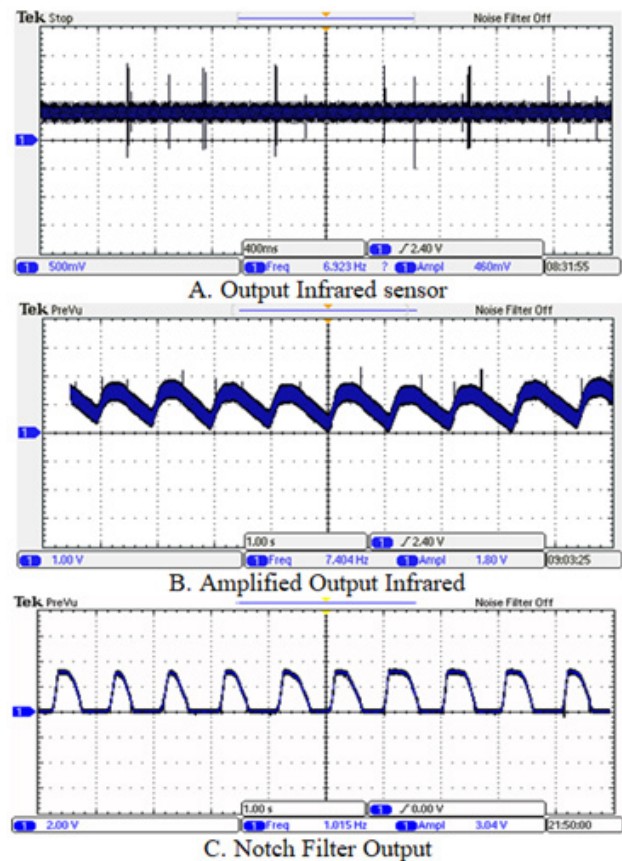 Tek Stop Noise Filter Off
1
400ms 1 ʃ 2.40 V
1 500mV 1 Freq 6.923 Hz ? 1 Ampl 460mV 08:31:55
A. Output Infrared sensor
Tek PreVu Noise Filter Off
1
1.00 s 1 ʃ 2.40 V
1 1.00 V 1 Freq 7.404 Hz 1 Ampl 1.80 V 09:03:25
B. Amplified Output Infrared
Tek PreVu Noise Filter Off
1
1.00 s 1 ʃ 0.00 V
1 2.00 V 1 Freq 1.015 Hz 1 Ampl 3.04 V 21:50:00
C. Notch Filter Output